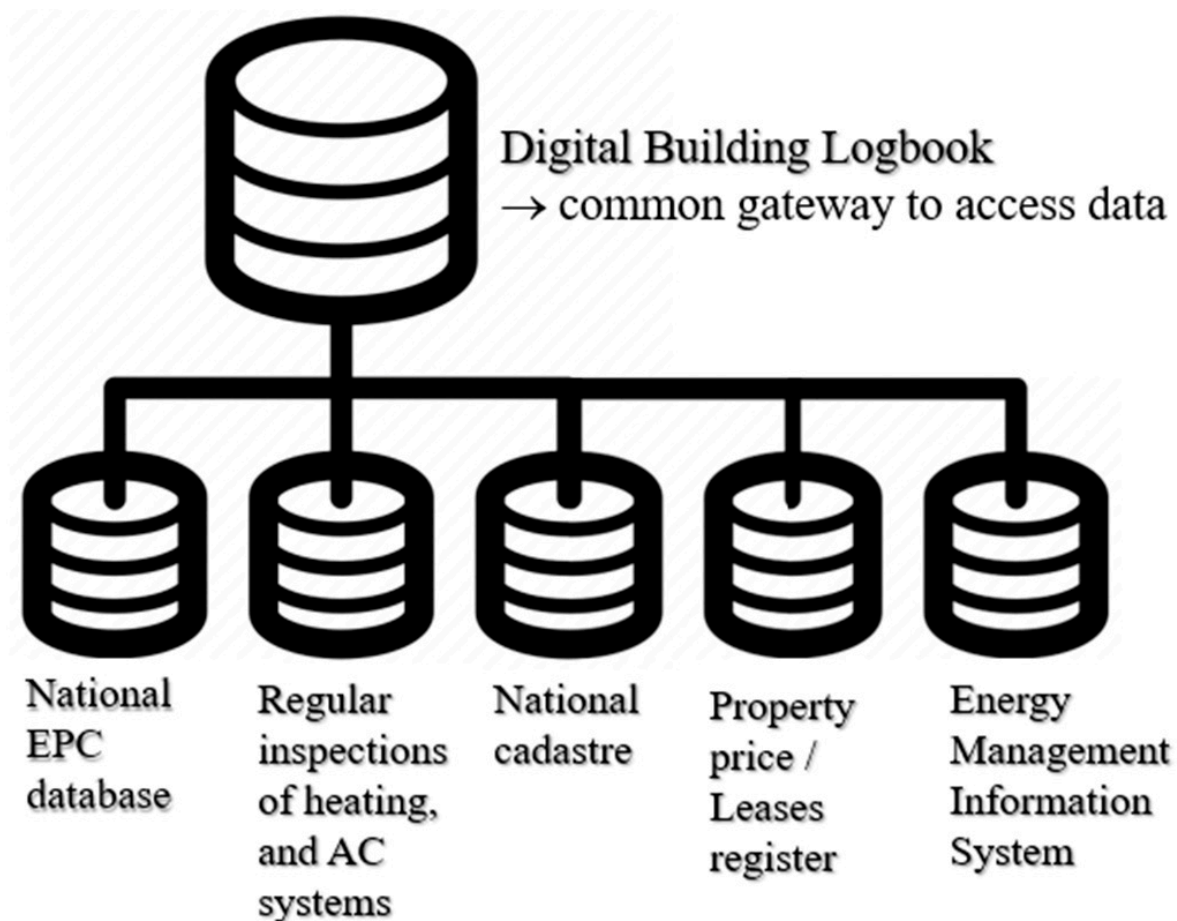 Digital Building Logbook
→ common gateway to access data
National
EPC
database
Regular
inspections
of heating,
and AC
systems
National
cadastre
Property
price /
Leases
register
Energy
Management
Information
System